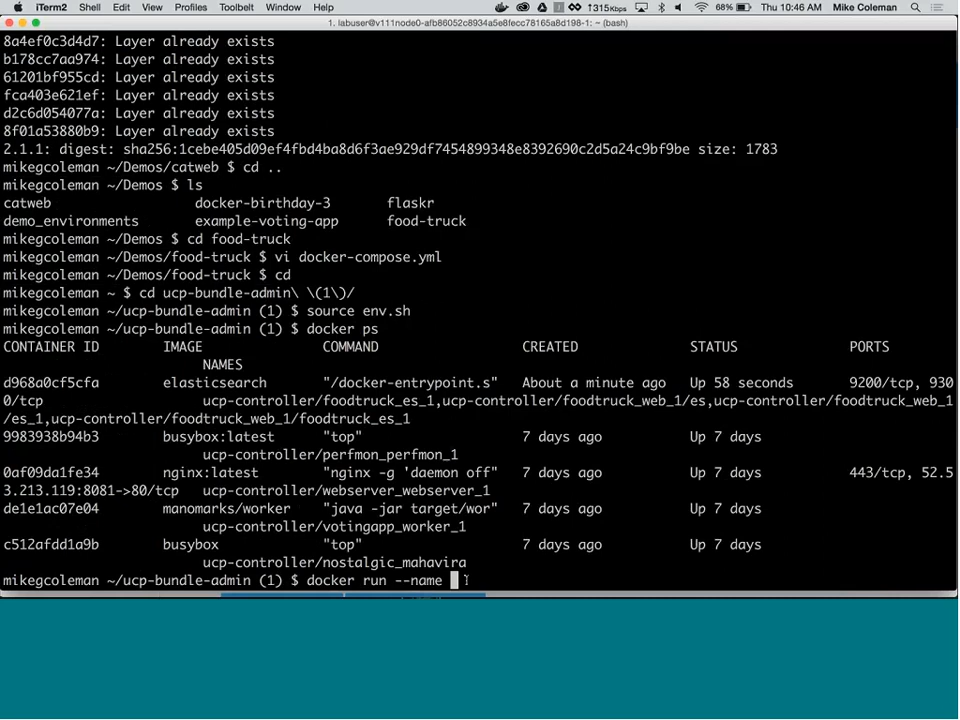 iTerm2 Shell Edit View Profiles Toolbelt Window Help ↑315Kbps 68% Thu 10:46 AM Mike Coleman
1. labuser@v111node0-afb86052c8934a5e8fecc78165a8d198-1: ~ (bash)
8a4ef0c3d4d7: Layer already exists
b178cc7aa974: Layer already exists
61201bf955cd: Layer already exists
fca403e621ef: Layer already exists
d2c6d054077a: Layer already exists
8f01a53880b9: Layer already exists
2.1.1: digest: sha256:1cebe405d09ef4fbd4ba8d6f3ae929df7454899348e8392690c2d5a24c9bf9be size: 1783
mikegcoleman ~/Demos/catweb $ cd ..
mikegcoleman ~/Demos $ ls
catweb docker-birthday-3 flaskr
demo_environments example-voting-app food-truck
mikegcoleman ~/Demos $ cd food-truck
mikegcoleman ~/Demos/food-truck $ vi docker-compose.yml
mikegcoleman ~/Demos/food-truck $ cd
mikegcoleman ~ $ cd ucp-bundle-admin\ \(1\)/
mikegcoleman ~/ucp-bundle-admin (1) $ source env.sh
mikegcoleman ~/ucp-bundle-admin (1) $ docker ps
CONTAINER ID IMAGE COMMAND CREATED STATUS PORTS
NAMES
d968a0cf5cfa elasticsearch "/docker-entrypoint.s" About a minute ago Up 58 seconds 9200/tcp, 930
0/tcp ucp-controller/foodtruck_es_1,ucp-controller/foodtruck_web_1/es,ucp-controller/foodtruck_web_1
/es_1,ucp-controller/foodtruck_web_1/foodtruck_es_1
9983938b94b3 busybox:latest "top" 7 days ago Up 7 days
ucp-controller/perfmon_perfmon_1
0af09da1fe34 nginx:latest "nginx -g 'daemon off" 7 days ago Up 7 days 443/tcp, 52.5
3.213.119:8081->80/tcp ucp-controller/webserver_webserver_1
de1e1ac07e04 manomarks/worker "java -jar target/wor" 7 days ago Up 7 days
ucp-controller/votingapp_worker_1
c512afdd1a9b busybox "top" 7 days ago Up 7 days
ucp-controller/nostalgic_mahavira
mikegcoleman ~/ucp-bundle-admin (1) $ docker run --name